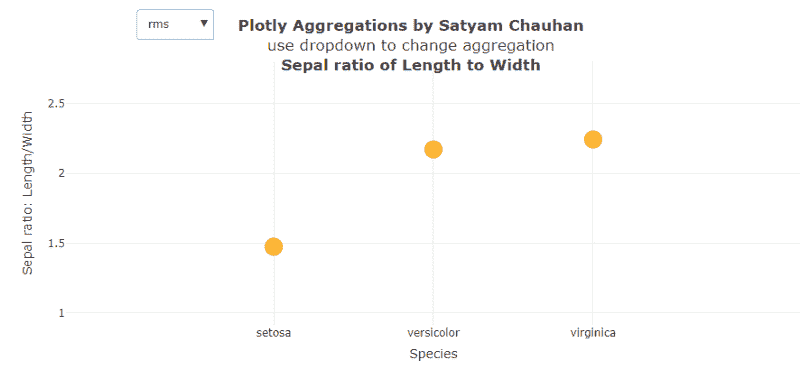 rms ▼
Plotly Aggregations by Satyam Chauhan
use dropdown to change aggregation
Sepal ratio of Length to Width
Sepal ratio: Length/Width
2.5
2
1.5
1
setosa versicolor virginica
Species